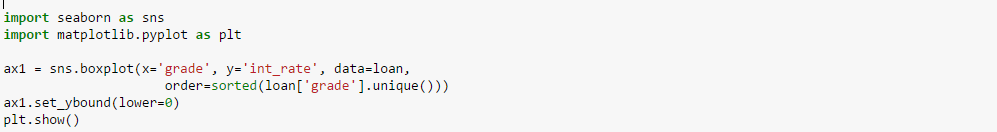 import seaborn as sns
import matplotlib.pyplot as plt
ax1 = sns.boxplot(x='grade', y='int_rate', data=loan,
order=sorted(loan['grade'].unique()))
ax1.set_ybound(lower=0)
plt.show()